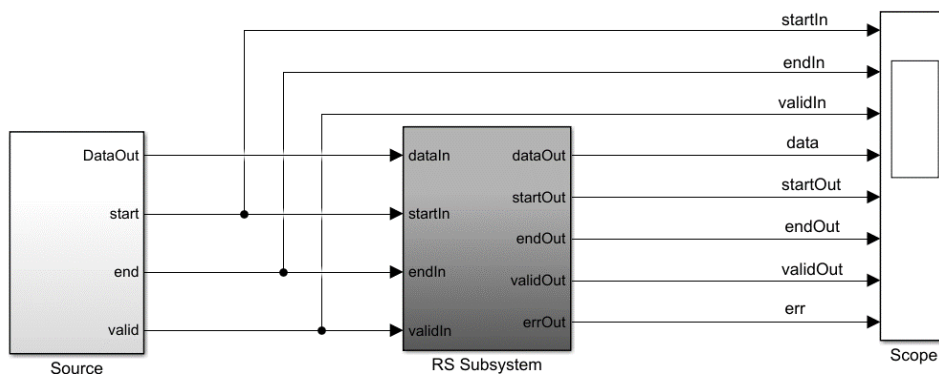 startIn
endIn
validIn
data
startOut
endOut
validOut
err
DataOut
start
end
valid
Source
dataIn
startIn
endIn
validIn
dataOut
startOut
endOut
validOut
errOut
RS Subsystem
Scope